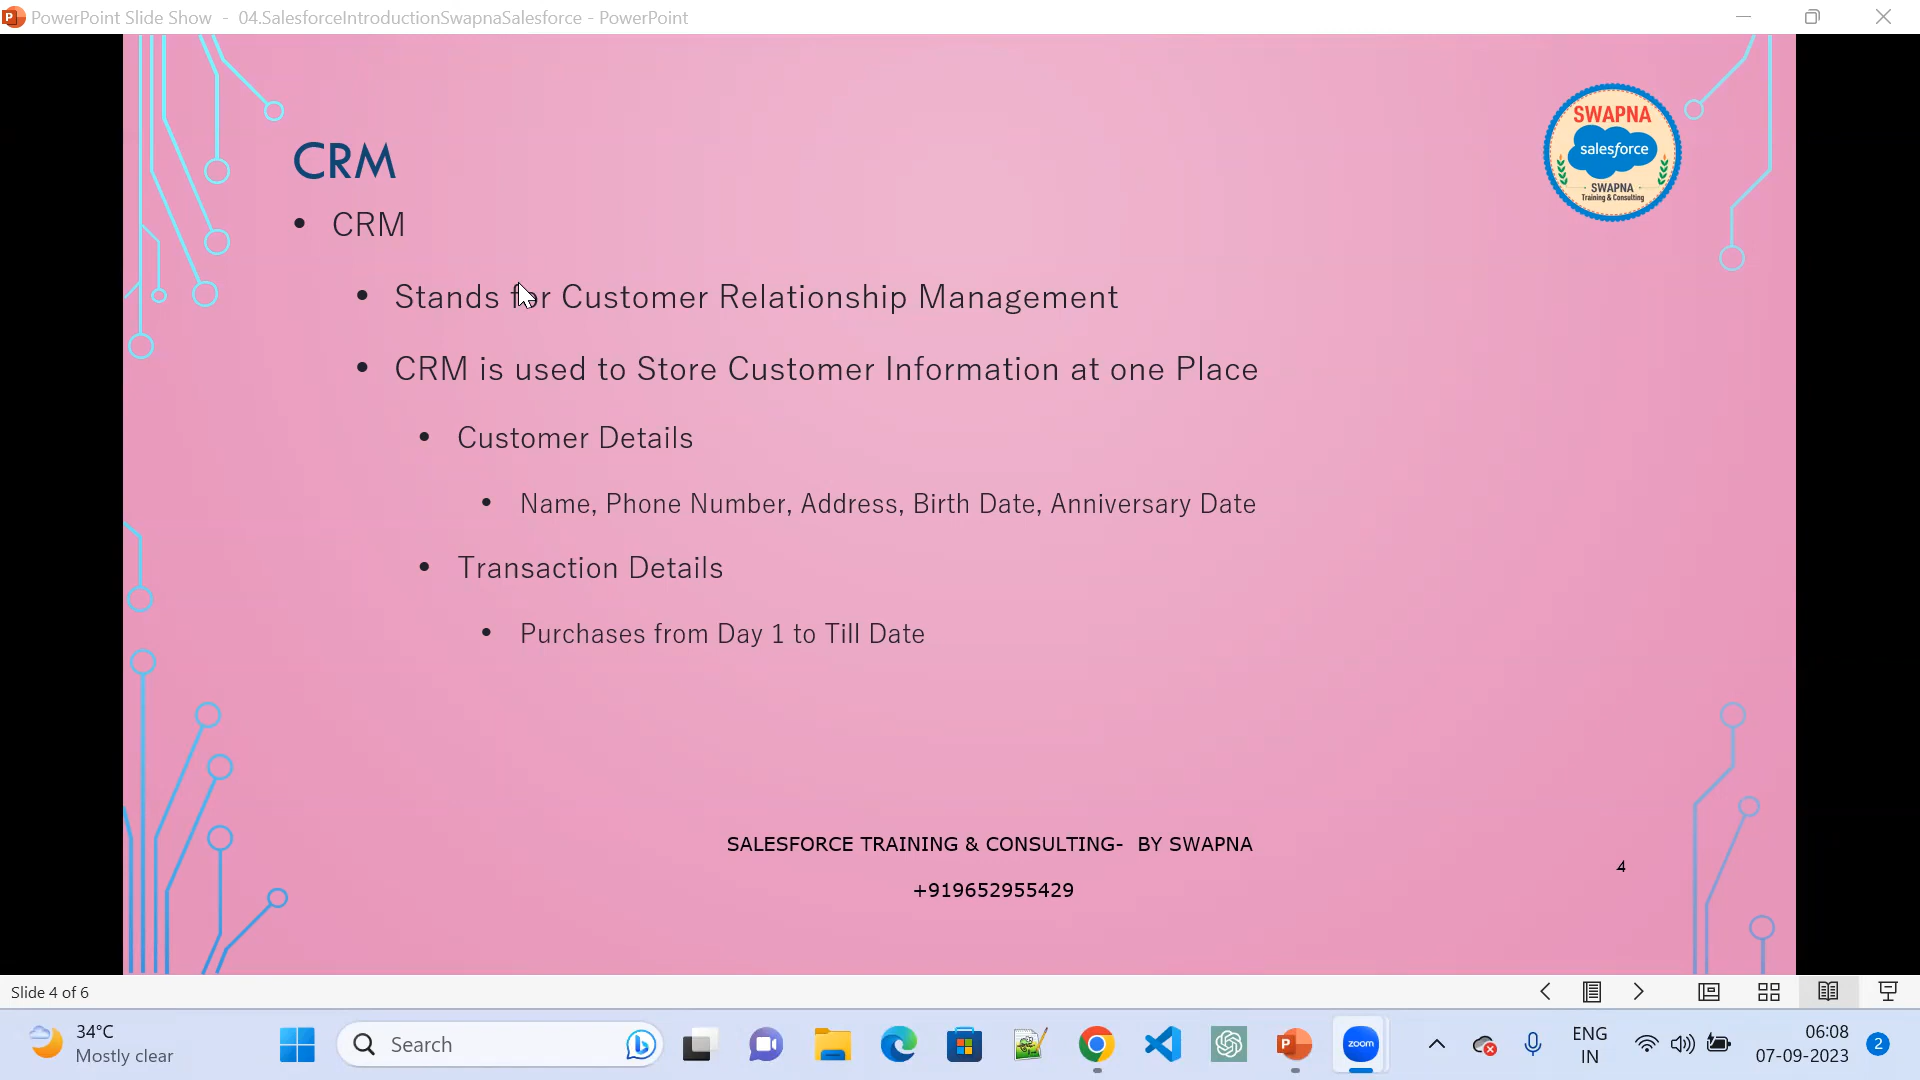 PowerPoint Slide Show - 04.SalesforceIntroductionSwapnaSalesforce - PowerPoint
SWAPNA
salesforce
SWAPNA
Training & Consulting
CRM
• CRM
• Stands for Customer Relationship Management
• CRM is used to Store Customer Information at one Place
• Customer Details
• Name, Phone Number, Address, Birth Date, Anniversary Date
• Transaction Details
• Purchases from Day 1 to Till Date
SALESFORCE TRAINING & CONSULTING- BY SWAPNA
4
+919652955429
Slide 4 of 6
34°C
Mostly clear
Search
zoom
ENG
IN
06:08
07-09-2023
2